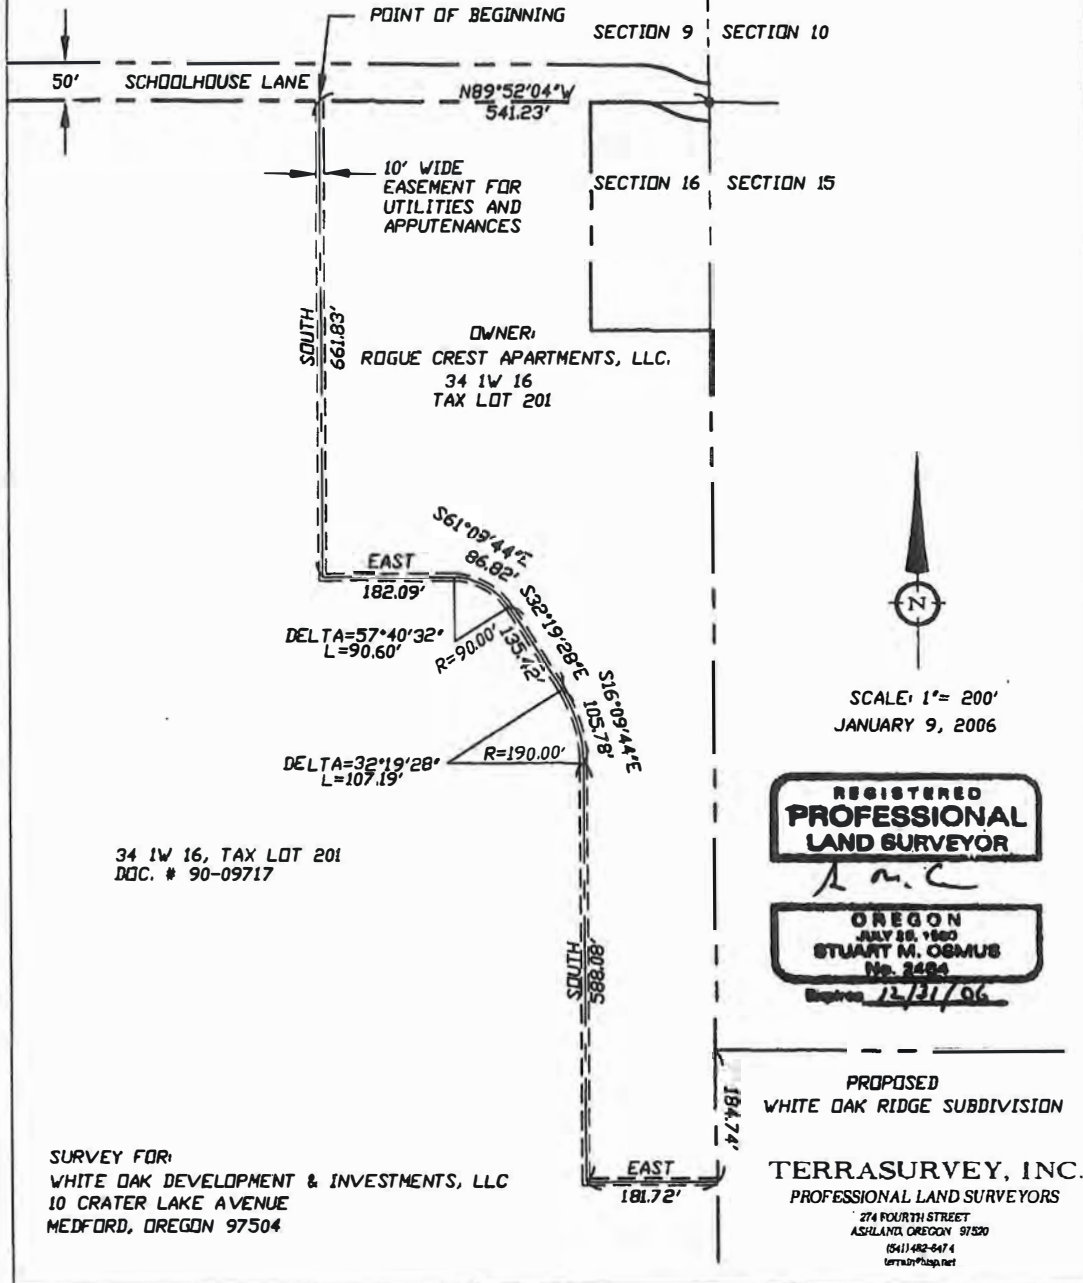 POINT OF BEGINNING
SECTION 9
SECTION 10
50'
SCHOOLHOUSE LANE
N89°52'04"W
541.23'
10' WIDE
EASEMENT FOR
UTILITIES AND
APPUTENANCES
SECTION 16
SECTION 15
SOUTH
661.83'
OWNER:
ROGUE CREST APARTMENTS, LLC.
34 1W 16
TAX LOT 201
S61°09'44"E
86.82'
EAST
182.09'
S32°19'28"E
135.42'
DELTA=57°40'32"
L=90.60'
R=90.00'
S16°09'44"E
105.78'
DELTA=32°19'28"
L=107.19'
R=190.00'
N
SCALE: 1"= 200'
JANUARY 9, 2006
REGISTERED
PROFESSIONAL
LAND SURVEYOR
OREGON
STUART M. OSMUS
No. 2464
Expires 12/31/06
34 1W 16, TAX LOT 201
DOC. # 90-09717
SOUTH
588.08'
PROPOSED
WHITE OAK RIDGE SUBDIVISION
184.74'
EAST
181.72'
SURVEY FOR:
WHITE OAK DEVELOPMENT & INVESTMENTS, LLC
10 CRATER LAKE AVENUE
MEDFORD, OREGON 97504
TERRASURVEY, INC.
PROFESSIONAL LAND SURVEYORS
274 FOURTH STREET
ASHLAND, OREGON 97520
(541) 482-6474